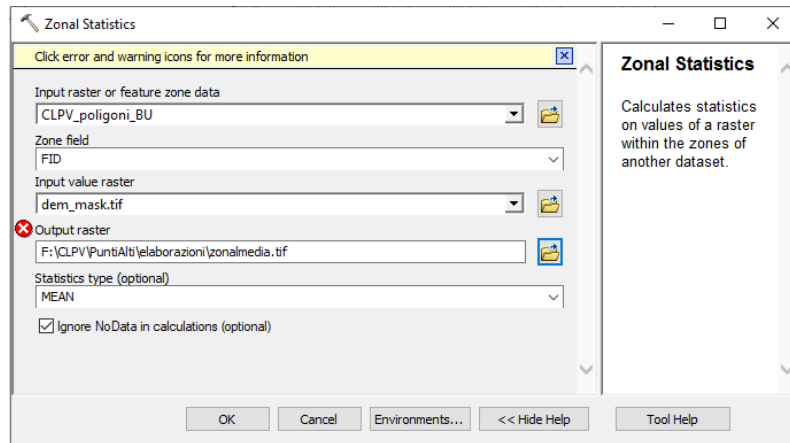 Zonal Statistics
Click error and warning icons for more information
Input raster or feature zone data
CLPV_poligoni_BU
Zone field
FID
Input value raster
dem_mask.tif
Output raster
F:\CLPV\PuntiAlti\elaborazioni\zonalmedia.tif
Statistics type (optional)
MEAN
Ignore NoData in calculations (optional)
OK
Cancel
Environments...
<< Hide Help
Zonal Statistics
Calculates statistics
on values of a raster
within the zones of
another dataset.
Tool Help